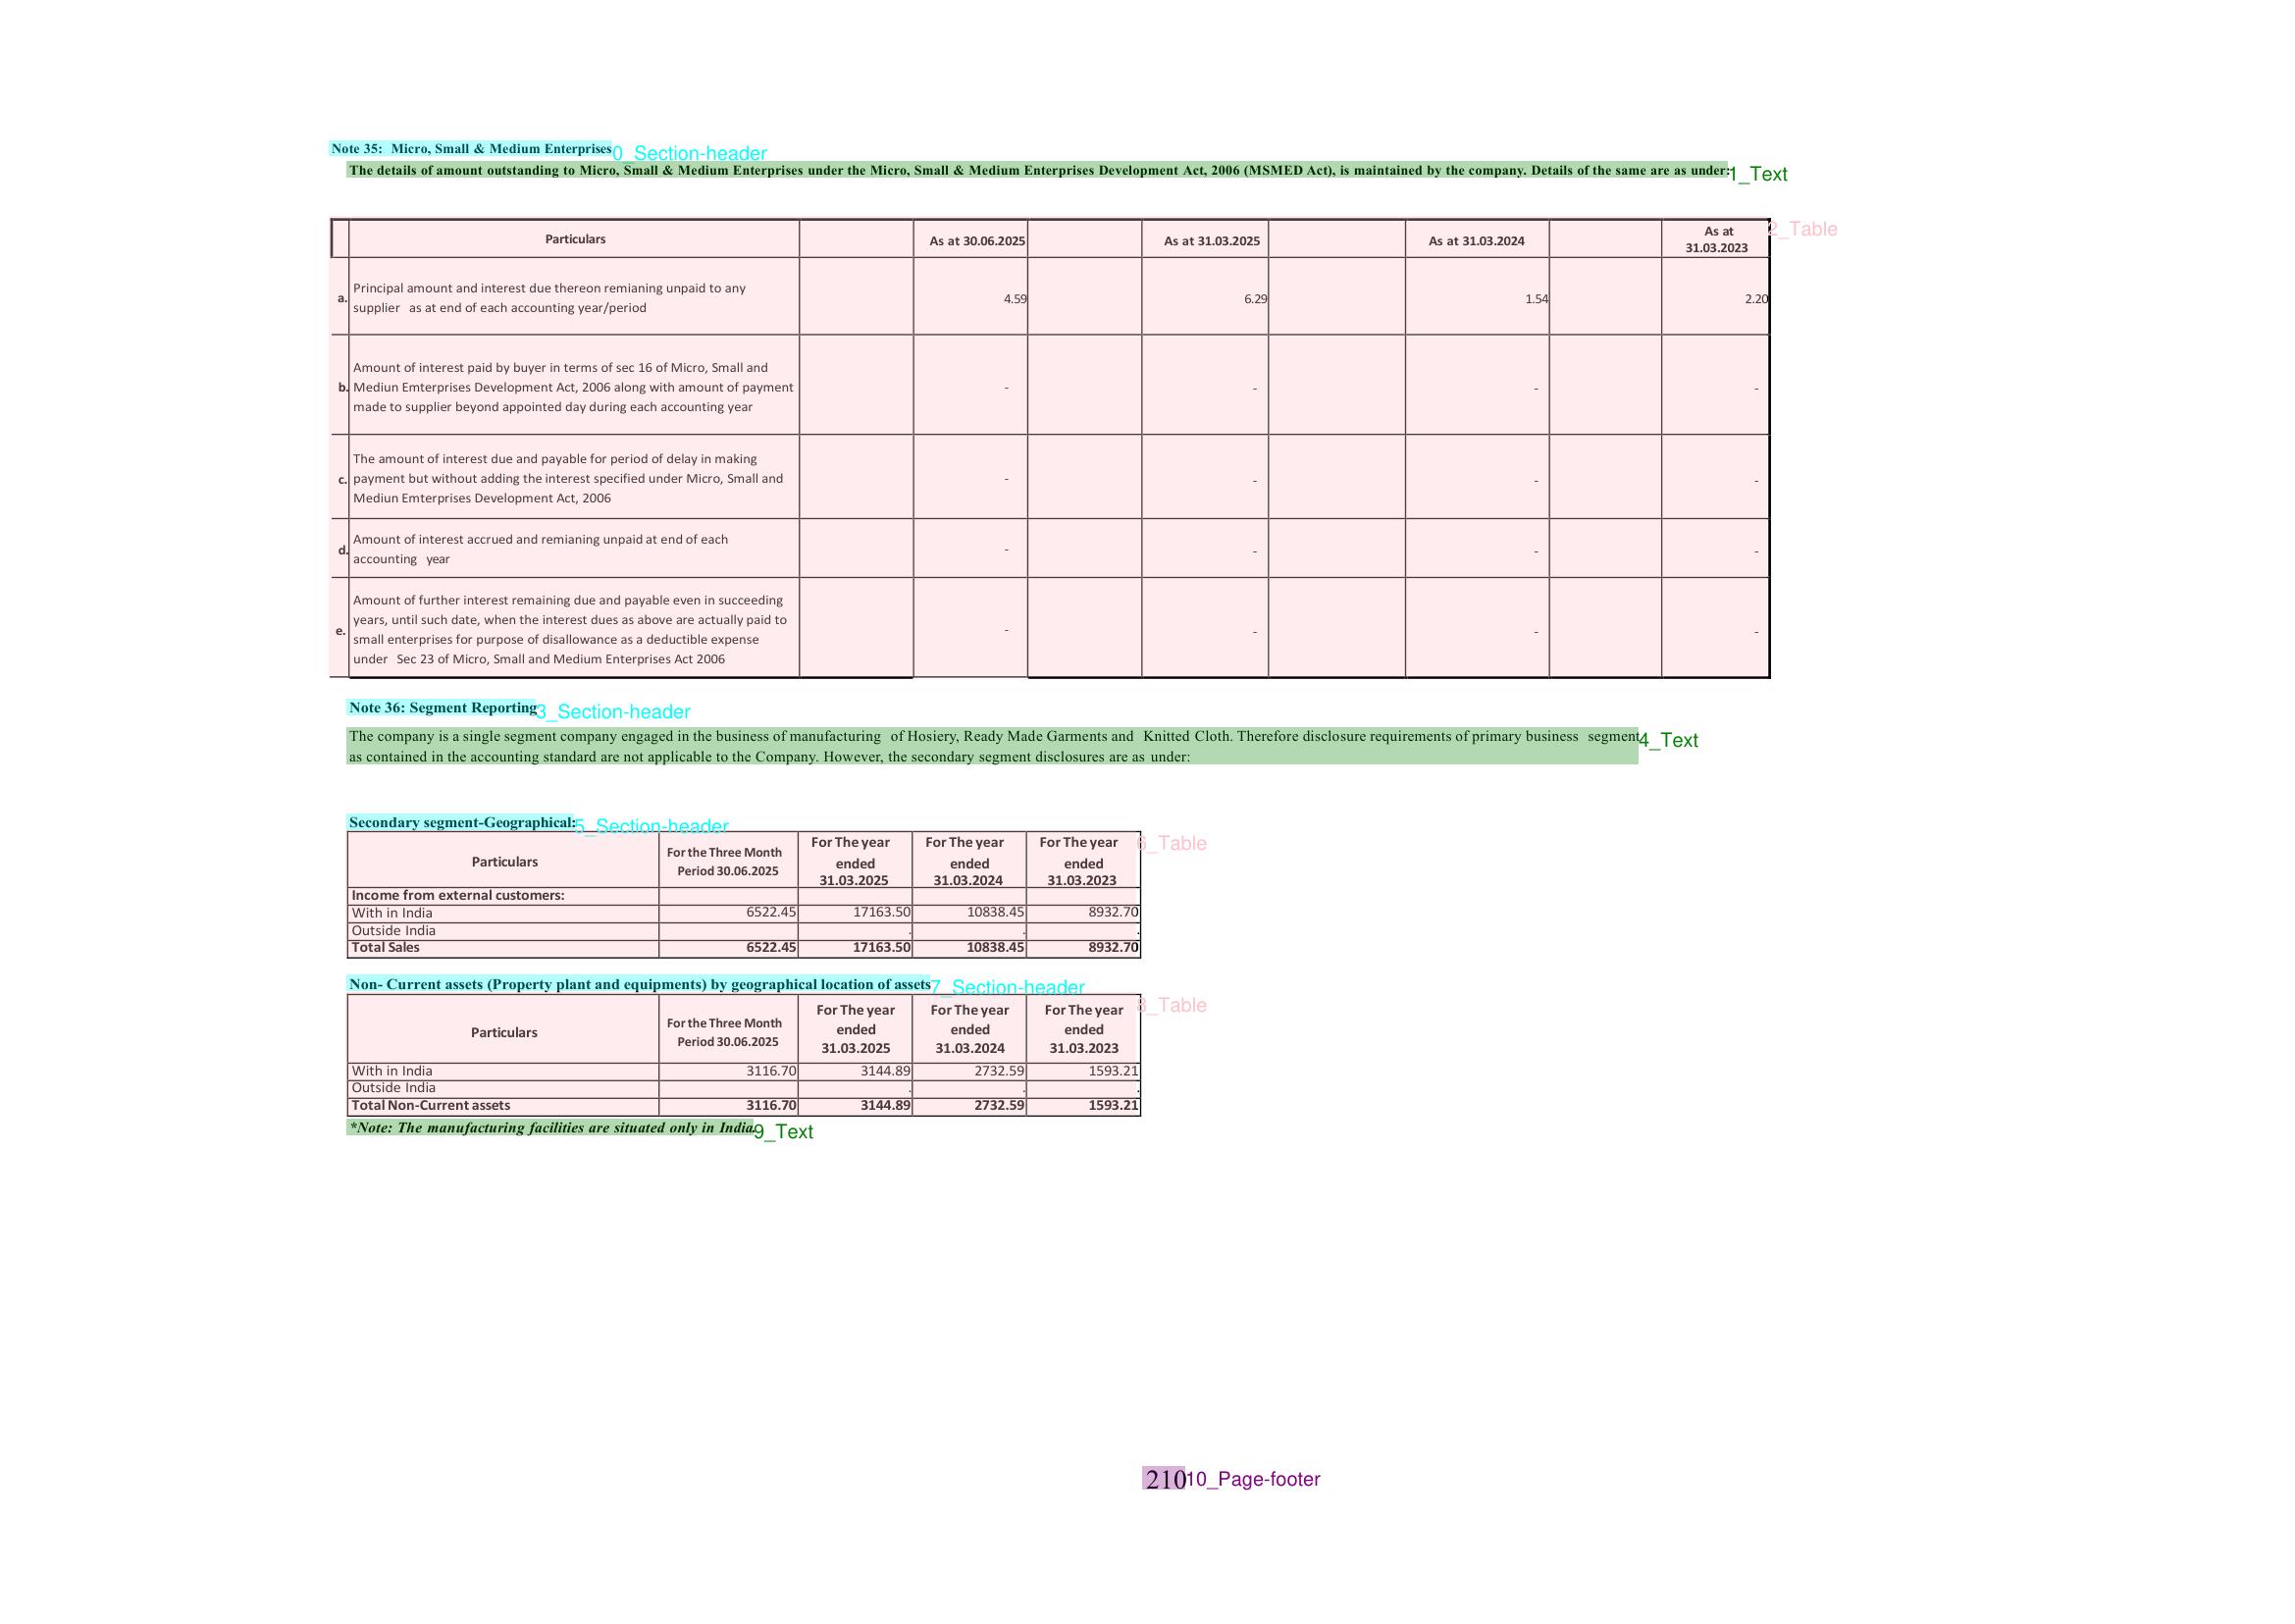 Note 35: Micro, Small & Medium Enterprises 0_Section-header
The details of amount outstanding to Micro, Small & Medium Enterprises under the Micro, Small & Medium Enterprises Development Act, 2006 (MSMED Act), is maintained by the company. Details of the same are as under: 1_Text
2_Table
Particulars As at 30.06.2025 As at 31.03.2025 As at 31.03.2024 As at
31.03.2023
Principal amount and interest due thereon remianing unpaid to any
a. 4.59 6.29 1.54 2.20
supplier as at end of each accounting year/period
Amount of interest paid by buyer in terms of sec 16 of Micro, Small and
b. Mediun Emterprises Development Act, 2006 along with amount of payment - - - -
made to supplier beyond appointed day during each accounting year
The amount of interest due and payable for period of delay in making
c. payment but without adding the interest specified under Micro, Small and - - - -
Mediun Emterprises Development Act, 2006
Amount of interest accrued and remianing unpaid at end of each
d. - - - -
accounting year
Amount of further interest remaining due and payable even in succeeding
years, until such date, when the interest dues as above are actually paid to
e. - - - -
small enterprises for purpose of disallowance as a deductible expense
under Sec 23 of Micro, Small and Medium Enterprises Act 2006
Note 36: Segment Reporting 3_Section-header
The company is a single segment company engaged in the business of manufacturing of Hosiery, Ready Made Garments and Knitted Cloth. Therefore disclosure requirements of primary business segment 4_Text
as contained in the accounting standard are not applicable to the Company. However, the secondary segment disclosures are as under:
Secondary segment-Geographical: 5_Section-header
6_Table
Particulars For the Three Month Period 30.06.2025 For The year ended 31.03.2025 For The year ended 31.03.2024 For The year ended 31.03.2023
Income from external customers:
With in India 6522.45 17163.50 10838.45 8932.70
Outside India . . .
Total Sales 6522.45 17163.50 10838.45 8932.70
Non- Current assets (Property plant and equipments) by geographical location of assets 7_Section-header
8_Table
Particulars For the Three Month Period 30.06.2025 For The year ended 31.03.2025 For The year ended 31.03.2024 For The year ended 31.03.2023
With in India 3116.70 3144.89 2732.59 1593.21
Outside India . . .
Total Non-Current assets 3116.70 3144.89 2732.59 1593.21
*Note: The manufacturing facilities are situated only in India. 9_Text
210 10_Page-footer